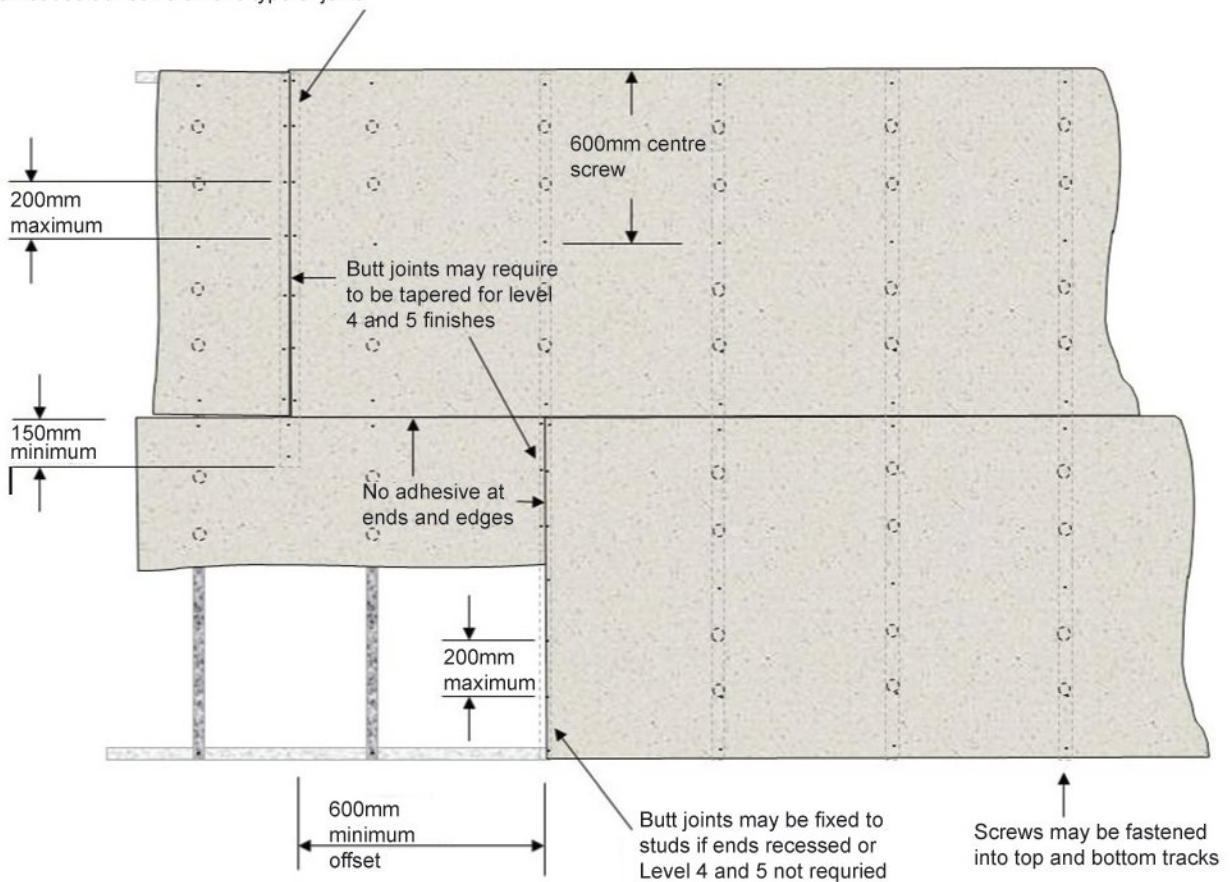 600mm centre
screw
200mm
maximum
Butt joints may require
to be tapered for level
4 and 5 finishes
150mm
minimum
No adhesive at
ends and edges
200mm
maximum
600mm
minimum
offset
Butt joints may be fixed to
studs if ends recessed or
Level 4 and 5 not requried
Screws may be fastened
into top and bottom tracks